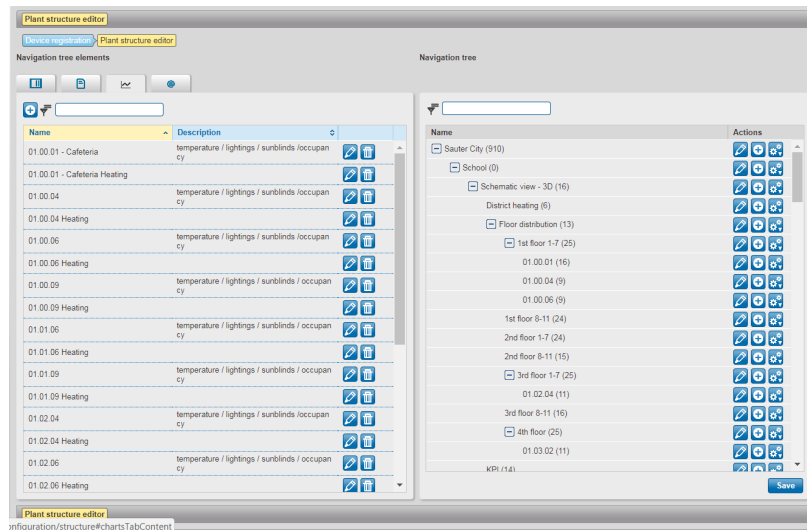 Plant structure editor
Device registration Plant structure editor
Navigation tree elements
Name Description
01.00.01 - Cafeteria temperature / lightings / sunblinds /occupan
cy
01.00.01 - Cafeteria Heating
01.00.04 temperature / lightings / sunblinds /occupan
cy
01.00.04 Heating
01.00.06 temperature / lightings / sunblinds /occupan
cy
01.00.06 Heating
01.00.09 temperature / lightings / sunblinds / occupan
cy
01.00.09 Heating
01.01.06 temperature / lightings / sunblinds / occupan
cy
01.01.06 Heating
01.01.09 temperature / lightings / sunblinds / occupan
cy
01.01.09 Heating
01.02.04 temperature / lightings / sunblinds / occupan
cy
01.02.04 Heating
01.02.06 temperature / lightings / sunblinds / occupan
cy
01.02.06 Heating
Navigation tree
Name Actions
Sauter City (910)
School (0)
Schematic view - 3D (16)
District heating (6)
Floor distribution (13)
1st floor 1-7 (25)
01.00.01 (16)
01.00.04 (9)
01.00.06 (9)
1st floor 8-11 (24)
2nd floor 1-7 (24)
2nd floor 8-11 (15)
3rd floor 1-7 (25)
01.02.04 (11)
3rd floor 8-11 (16)
4th floor (25)
01.03.02 (11)
KPI (14)
Save
Plant structure editor
onfiguration/structure#chartsTabContent